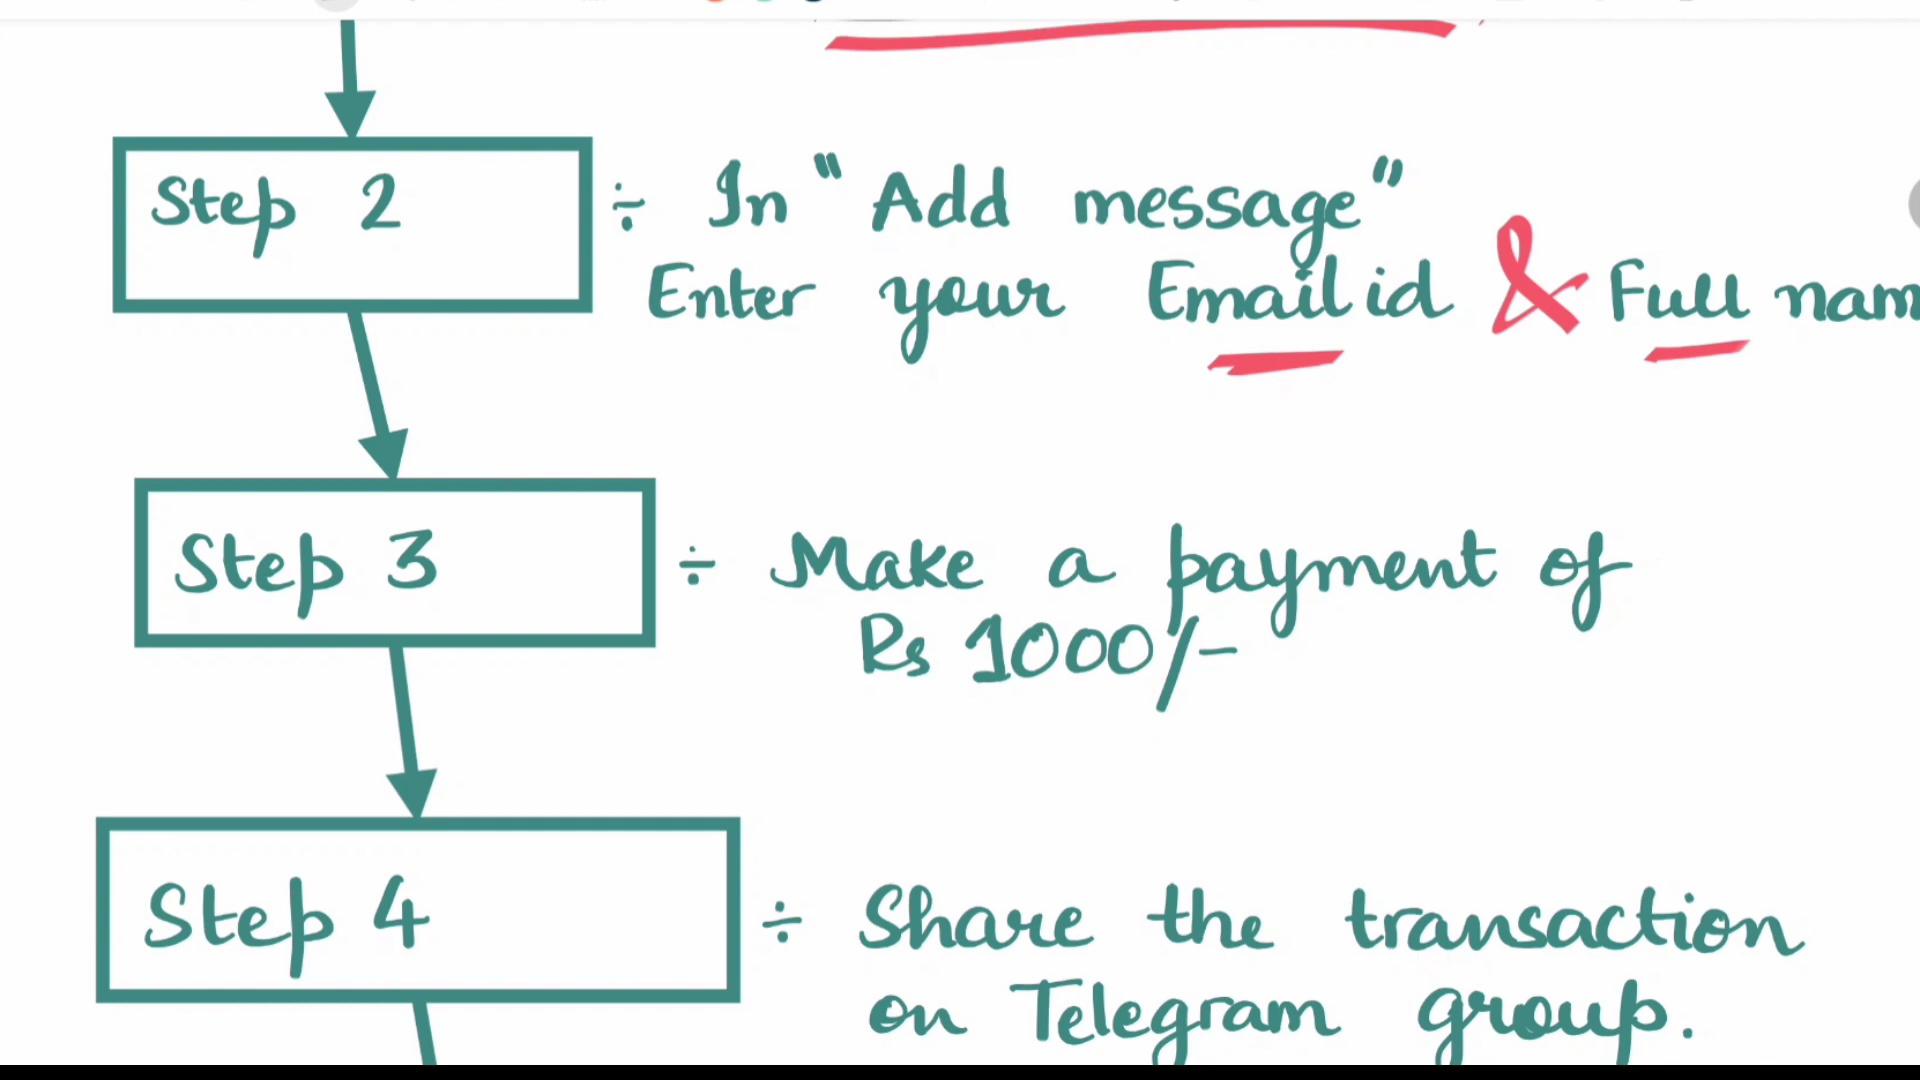 Step 2 ÷ In "Add message"
Enter your Email id & Full nam
Step 3 ÷ Make a payment of
Rs 1000/-
Step 4 ÷ Share the transaction
on Telegram group.